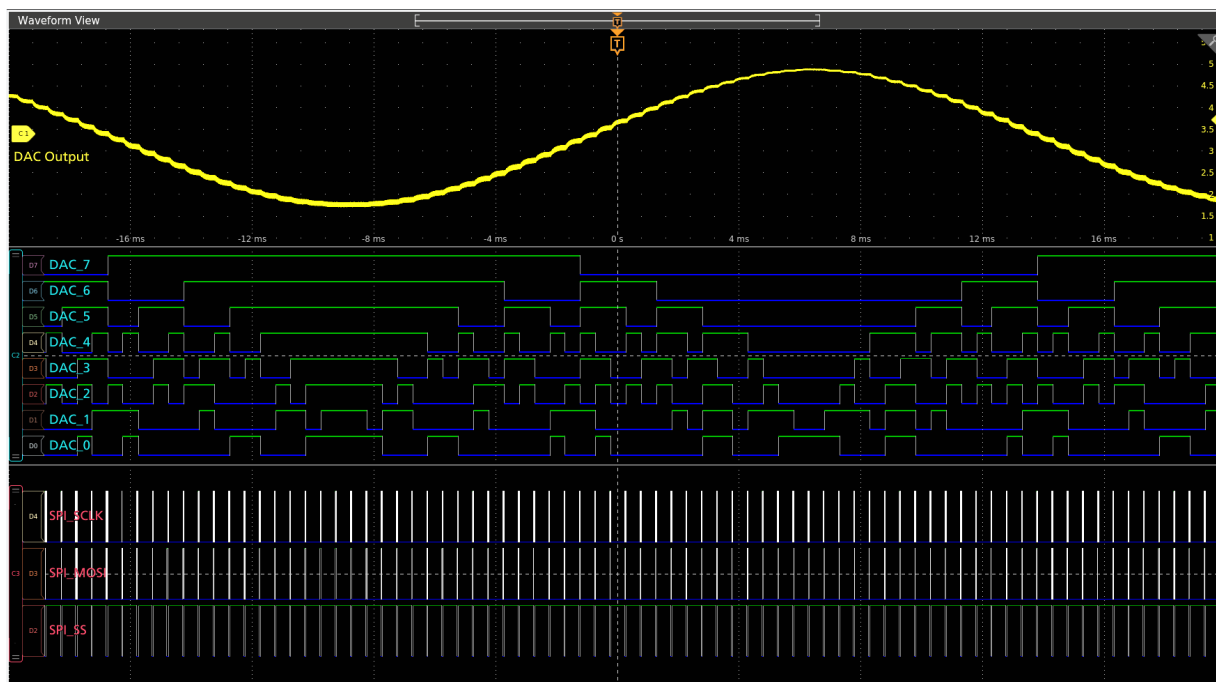 Waveform View
T
T
5
4.5
4
C 1
3.5
DAC Output
3
2.5
2
1.5
-16 ms -12 ms -8 ms -4 ms 0 s 4 ms 8 ms 12 ms 16 ms 1
D7 DAC_7
D6 DAC_6
D5 DAC_5
D4 DAC_4
C2
D3 DAC_3
D2 DAC_2
D1 DAC_1
D0 DAC_0
D4 SPI_SCLK
C3 D3 SPI_MOSI
D2 SPI_SS